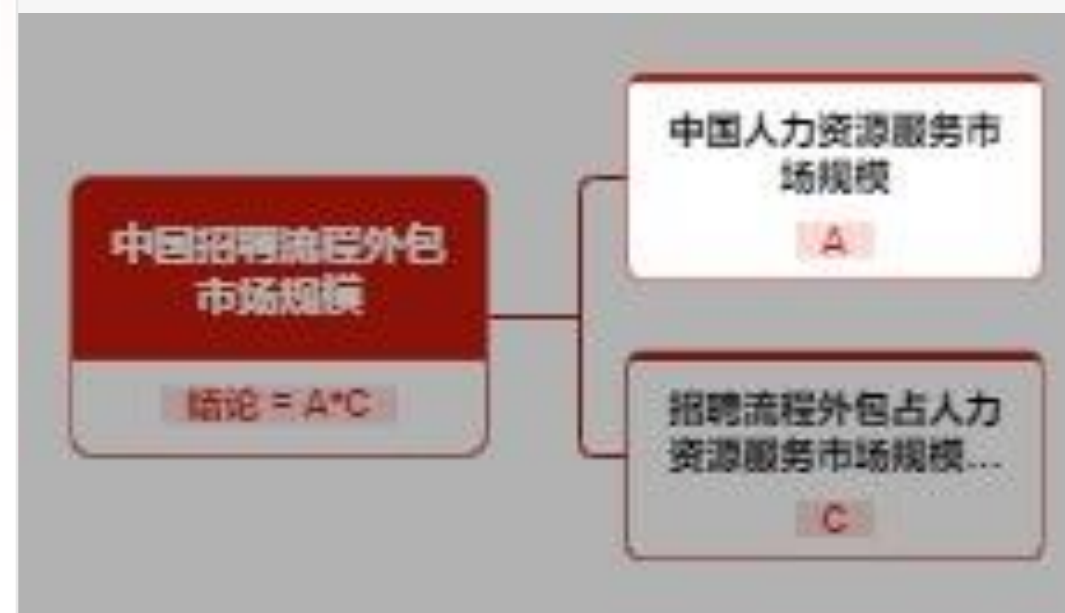 中国招聘流程外包
市场规模
结论 = A*C
中国人力资源服务市
场规模
A
招聘流程外包占人力
资源服务市场规模...
C